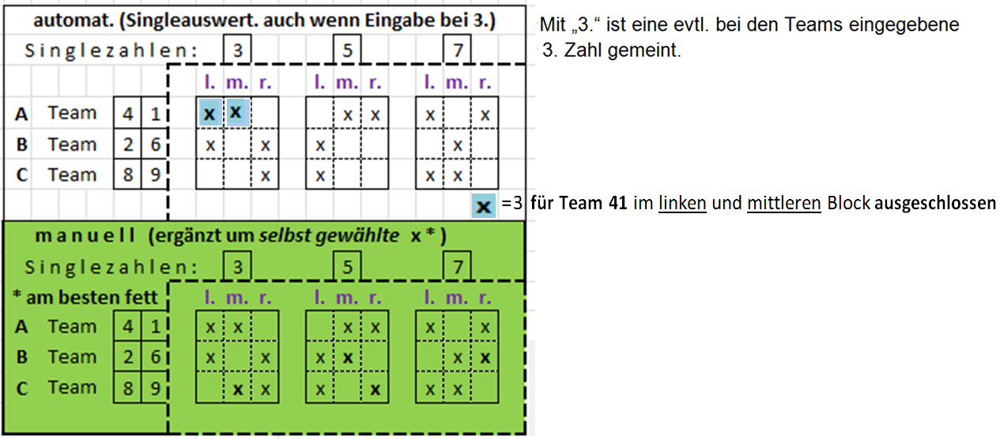 automat. (Singleauswert. auch wenn Eingabe bei 3.)
Mit „3.“ ist eine evtl. bei den Teams eingegebene
3. Zahl gemeint.
Singlezahlen: 3 5 7
l. m. r. l. m. r. l. m. r.
A Team 4 1 x x x x x x
B Team 2 6 x x x x
C Team 8 9 x x x x
x =3 für Team 41 im linken und mittleren Block ausgeschlossen
manuell (ergänzt um selbst gewählte x *)
Singlezahlen: 3 5 7
* am besten fett l. m. r. l. m. r. l. m. r.
A Team 4 1 x x x x x x
B Team 2 6 x x x x x x
C Team 8 9 x x x x x x